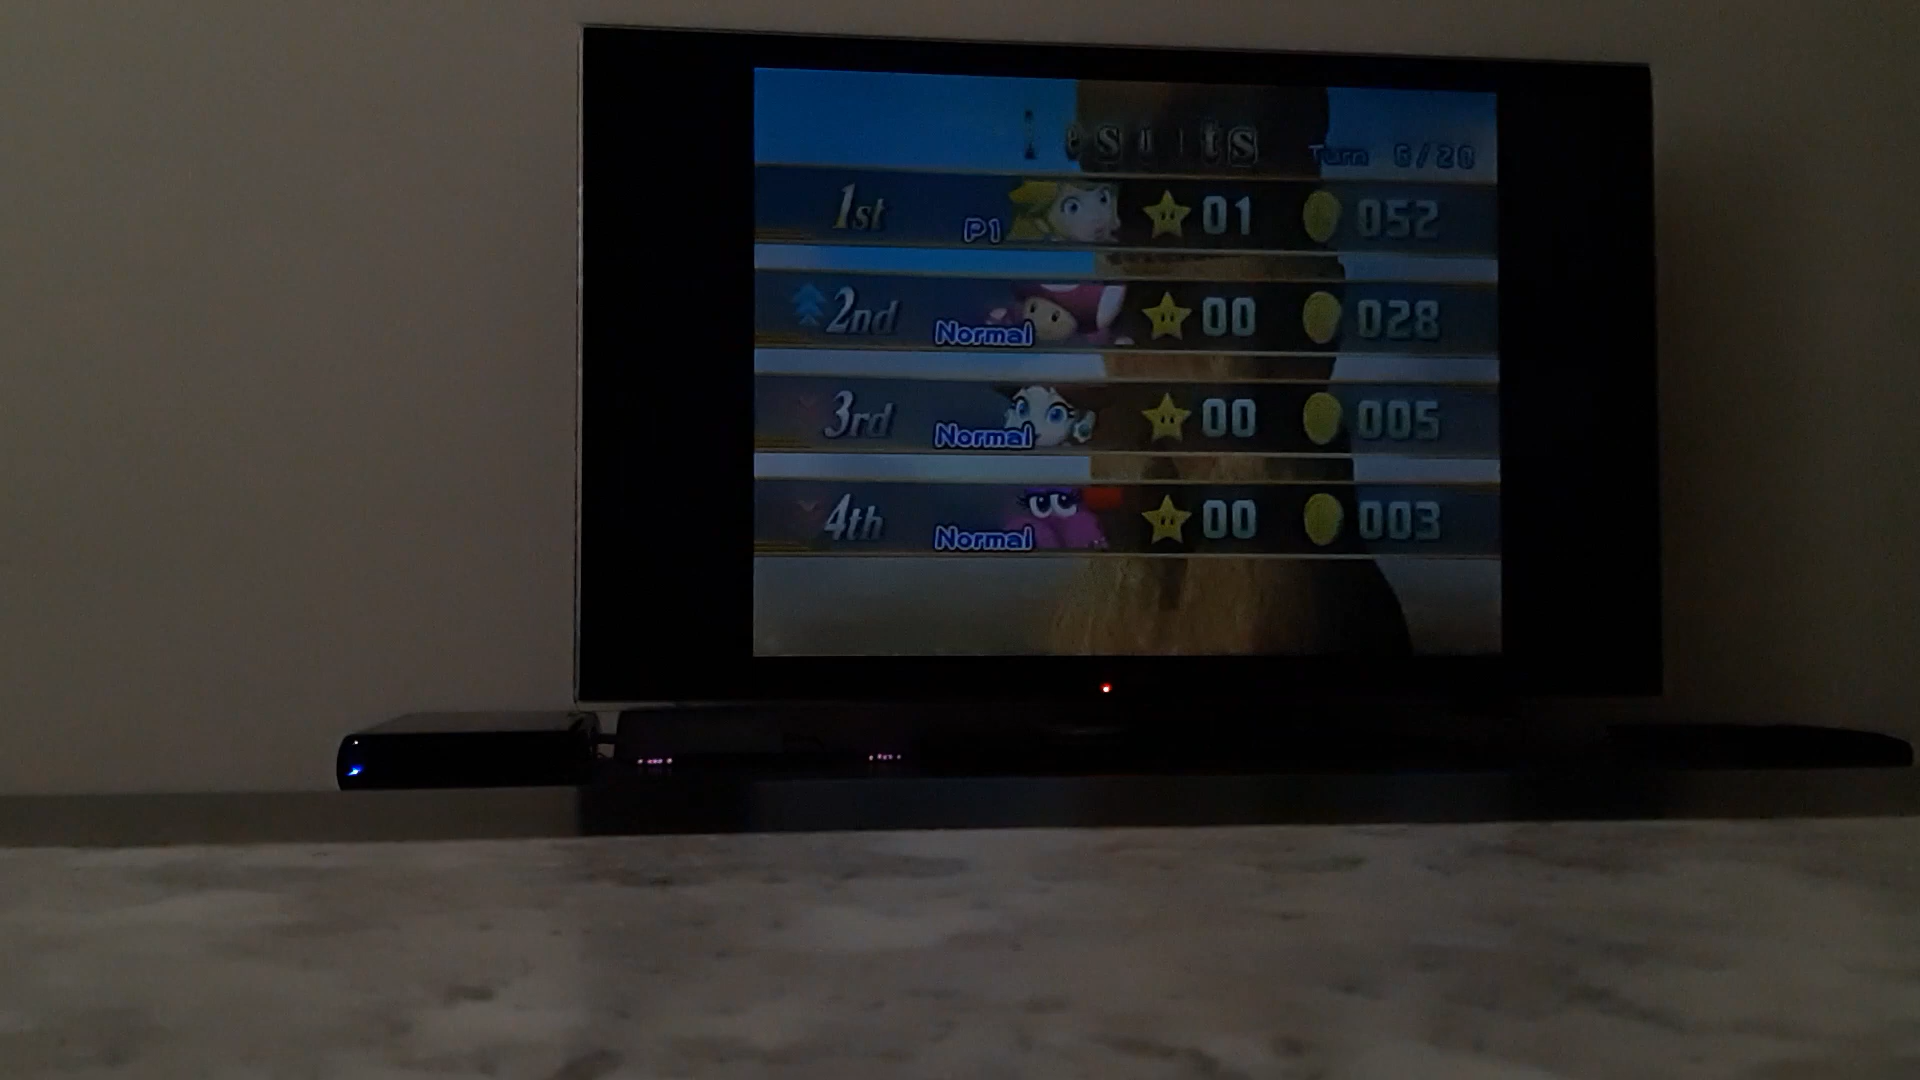 Results
Turn 6/20
1st P1 01 052
2nd Normal 00 028
3rd Normal 00 005
4th Normal 00 003